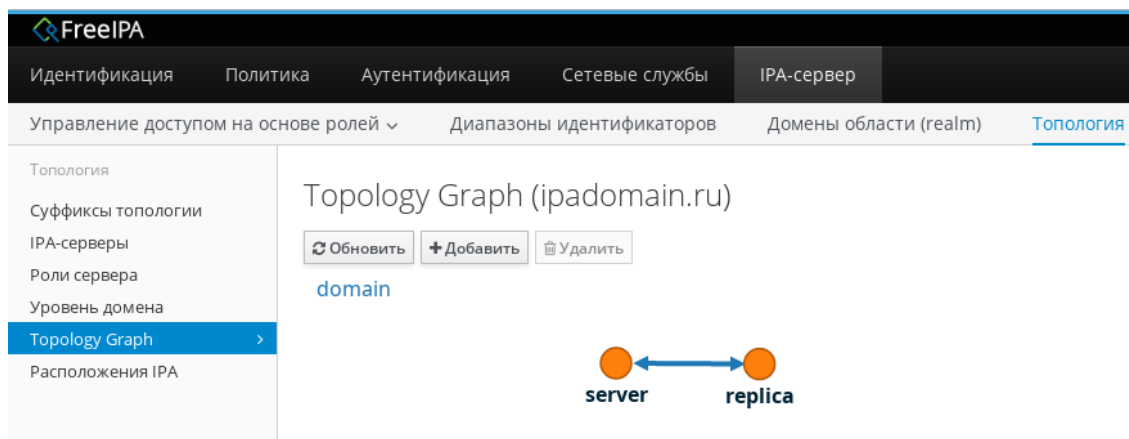 FreeIPA
Идентификация Политика Аутентификация Сетевые службы IPA-сервер
Управление доступом на основе ролей Диапазоны идентификаторов Домены области (realm) Топология
Топология
Суффиксы топологии
IPA-серверы
Роли сервера
Уровень домена
Topology Graph
Расположения IPA
Topology Graph (ipadomain.ru)
Обновить Добавить Удалить
domain
server replica